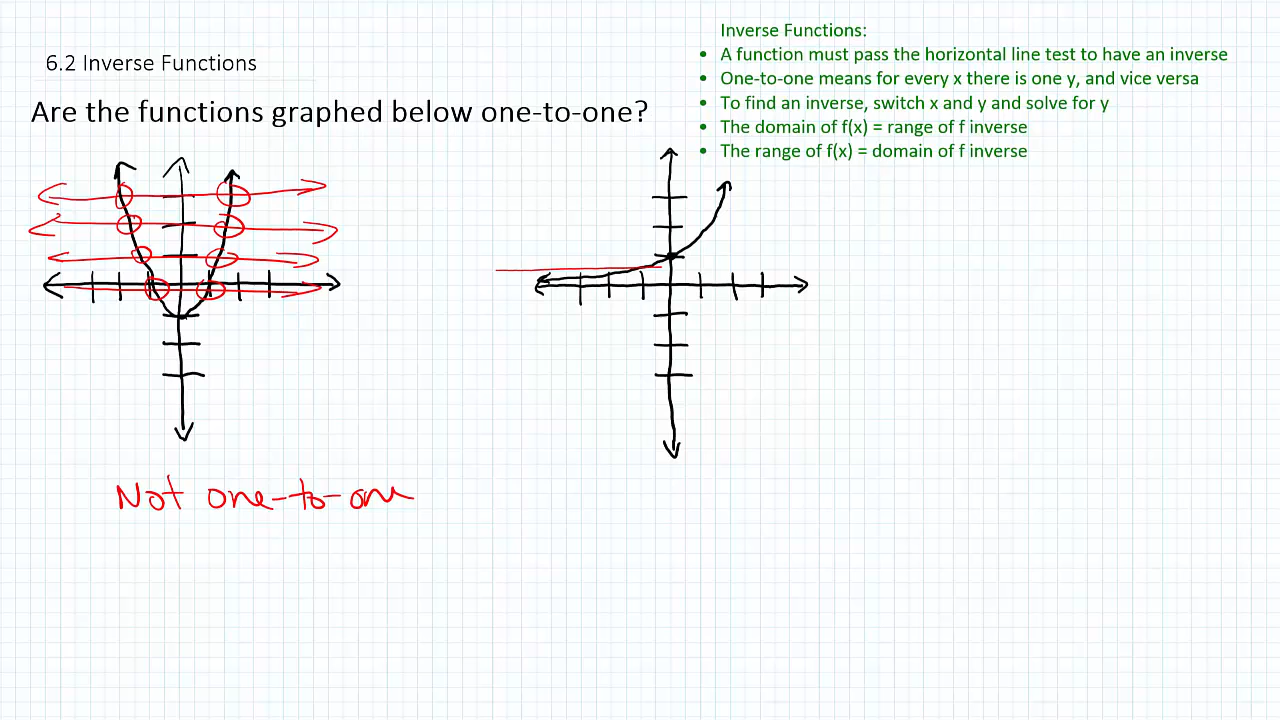 6.2 Inverse Functions
Are the functions graphed below one-to-one?
Inverse Functions:
• A function must pass the horizontal line test to have an inverse
• One-to-one means for every x there is one y, and vice versa
• To find an inverse, switch x and y and solve for y
• The domain of f(x) = range of f inverse
• The range of f(x) = domain of f inverse
Not one-to-one